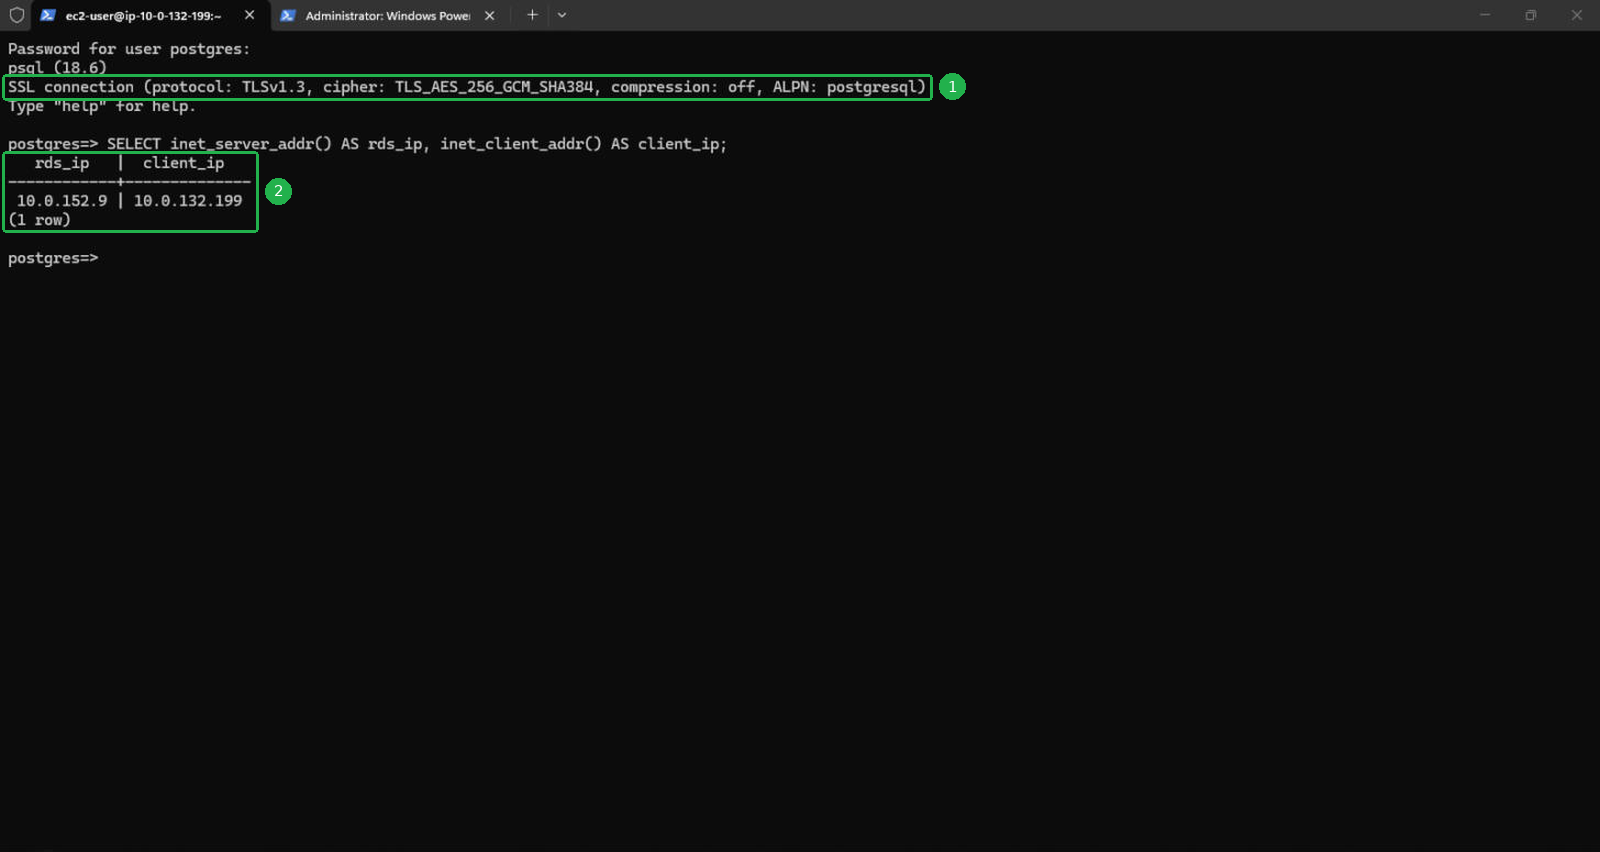 ec2-user@ip-10-0-132-199:~
Administrator: Windows Power
Password for user postgres:
psql (18.6)
SSL connection (protocol: TLSv1.3, cipher: TLS_AES_256_GCM_SHA384, compression: off, ALPN: postgresql)
1
Type "help" for help.
postgres=> SELECT inet_server_addr() AS rds_ip, inet_client_addr() AS client_ip;
rds_ip | client_ip
------------+--------------
10.0.152.9 | 10.0.132.199
2
(1 row)
postgres=>